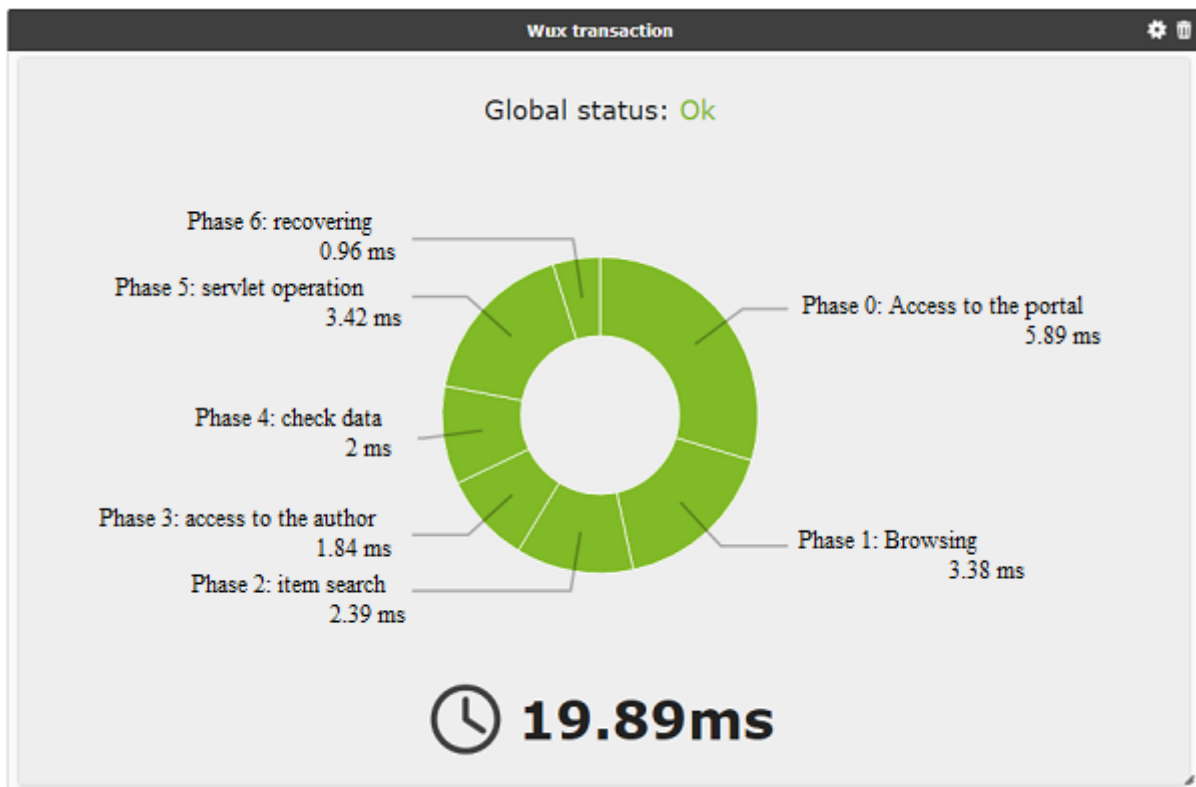 Wux transaction
Global status: Ok
Phase 6: recovering
0.96 ms
Phase 5: servlet operation
3.42 ms
Phase 0: Access to the portal
5.89 ms
Phase 4: check data
2 ms
Phase 3: access to the author
1.84 ms
Phase 1: Browsing
3.38 ms
Phase 2: item search
2.39 ms
19.89ms